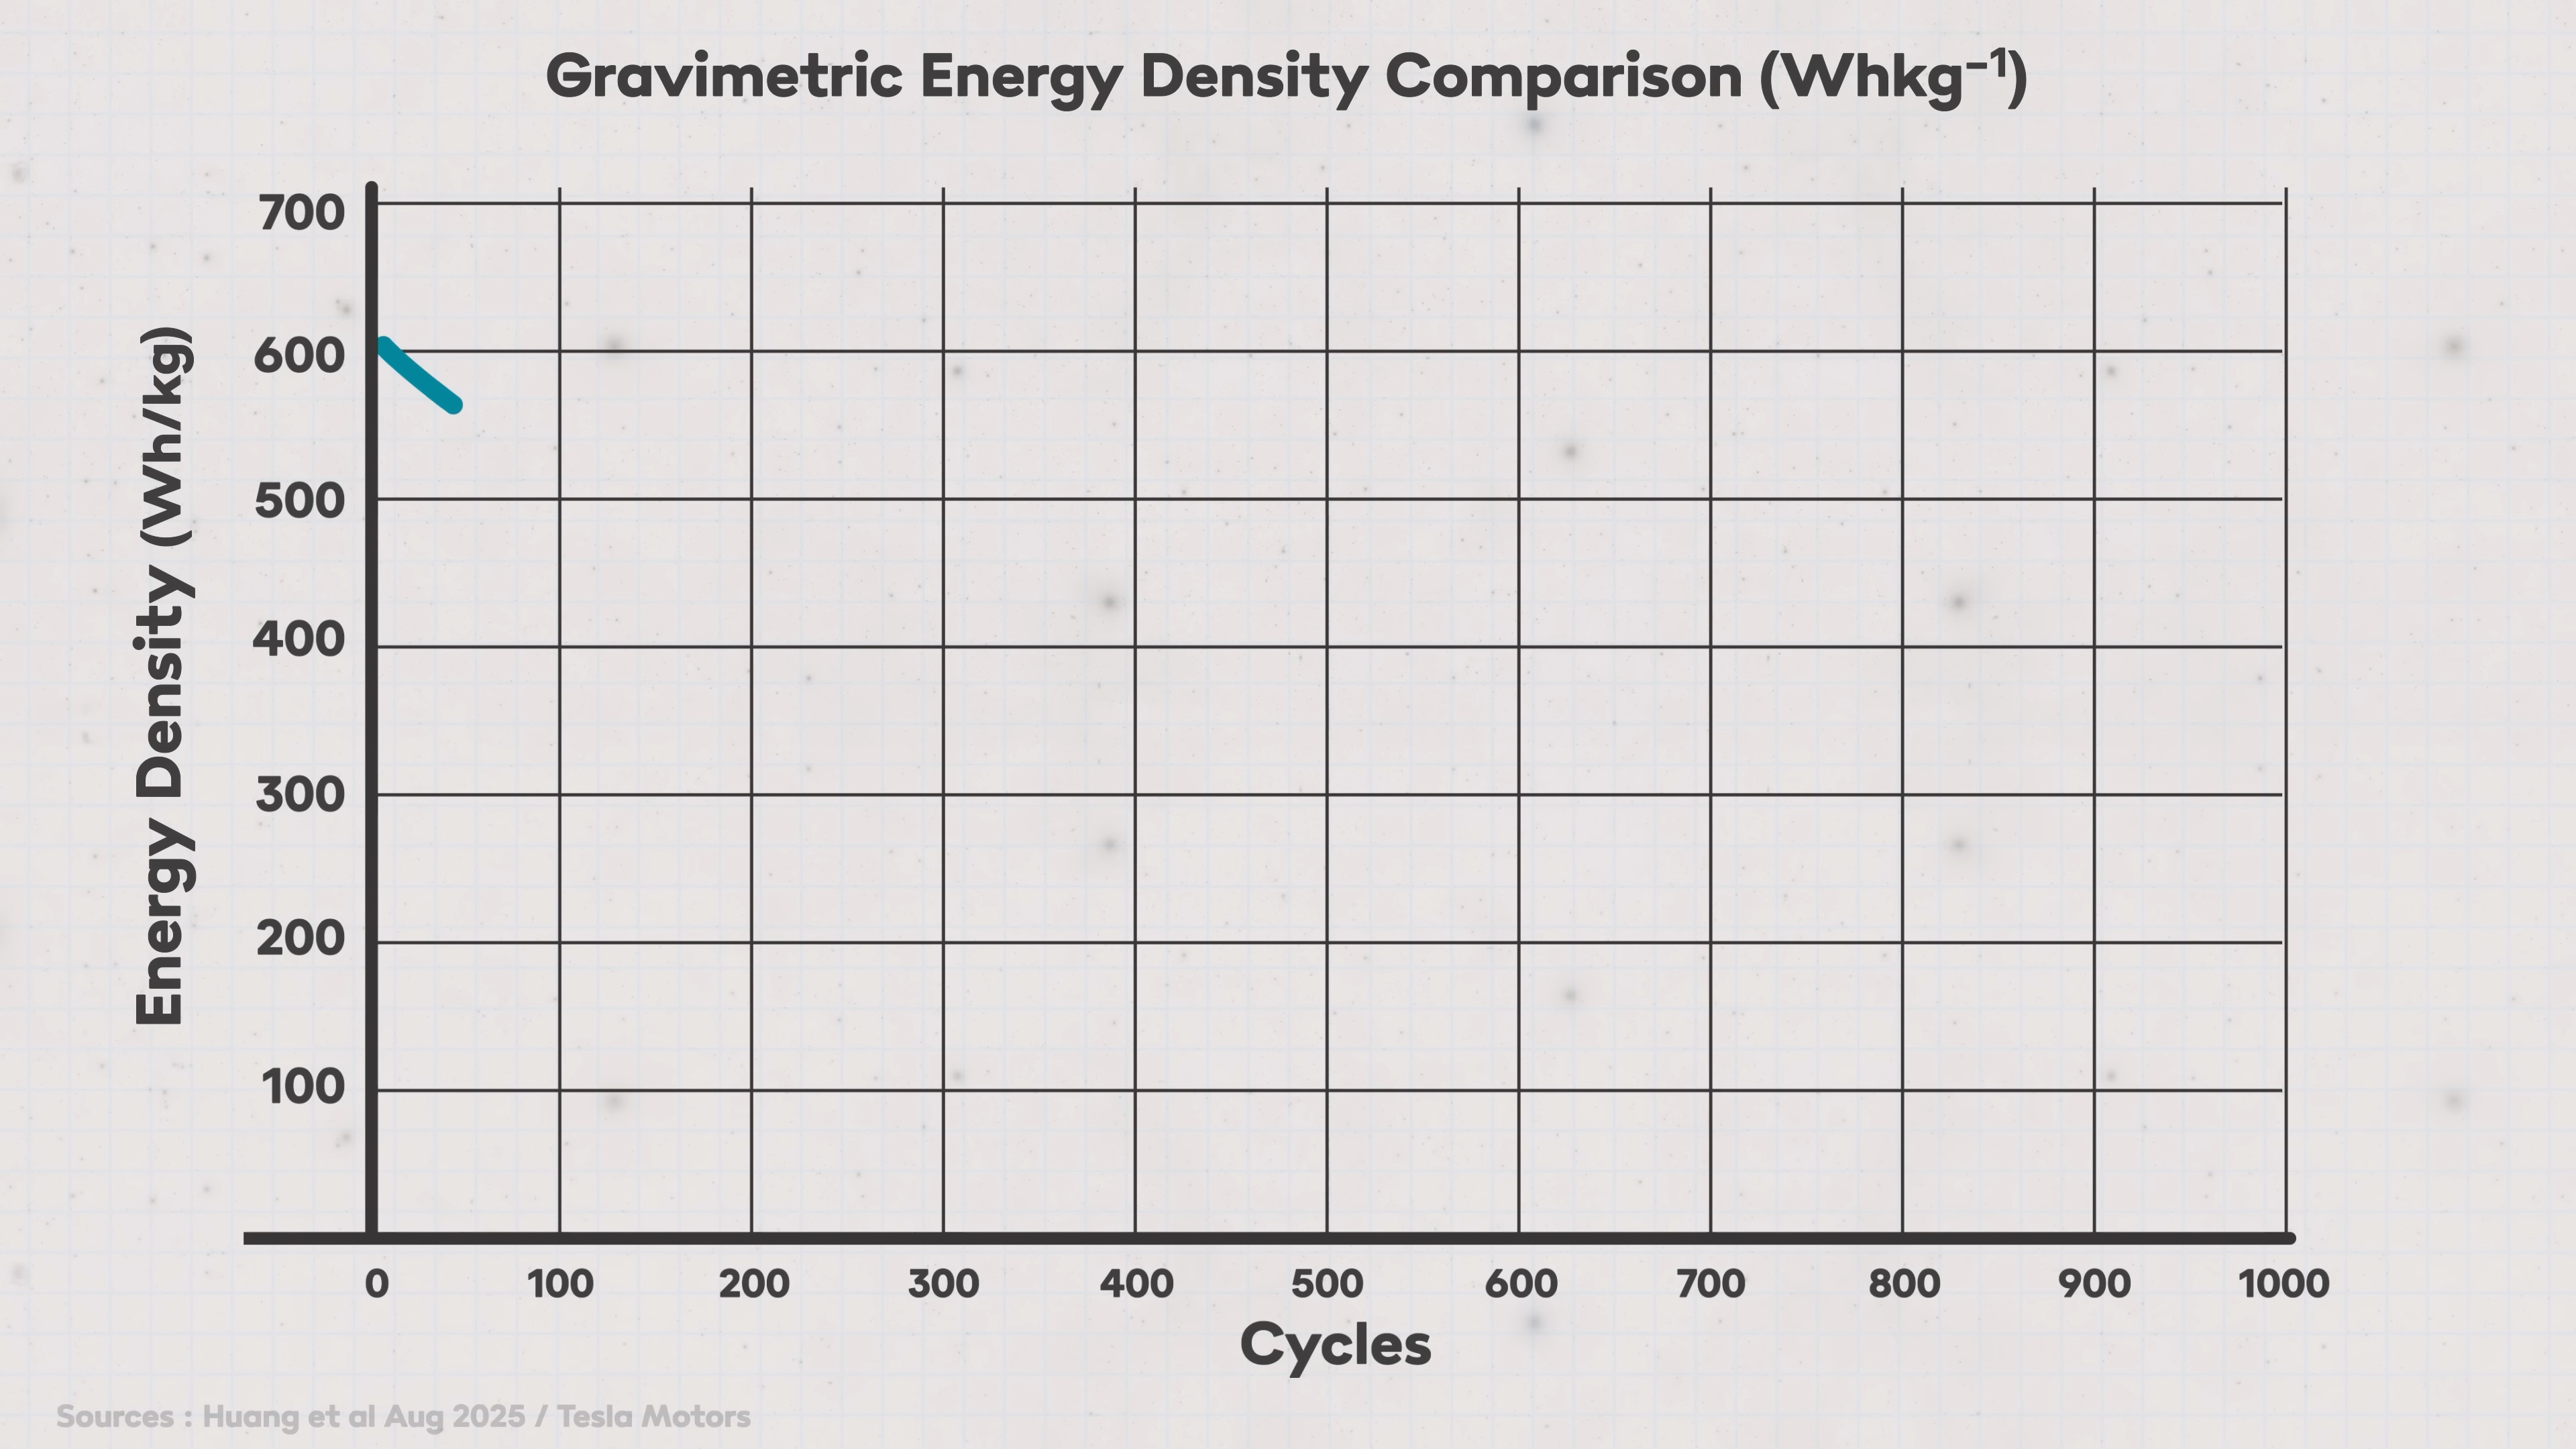 Gravimetric Energy Density Comparison (Whkg⁻¹)
Energy Density (Wh/kg)
700
600
500
400
300
200
100
0 100 200 300 400 500 600 700 800 900 1000
Cycles
Sources : Huang et al Aug 2025 / Tesla Motors